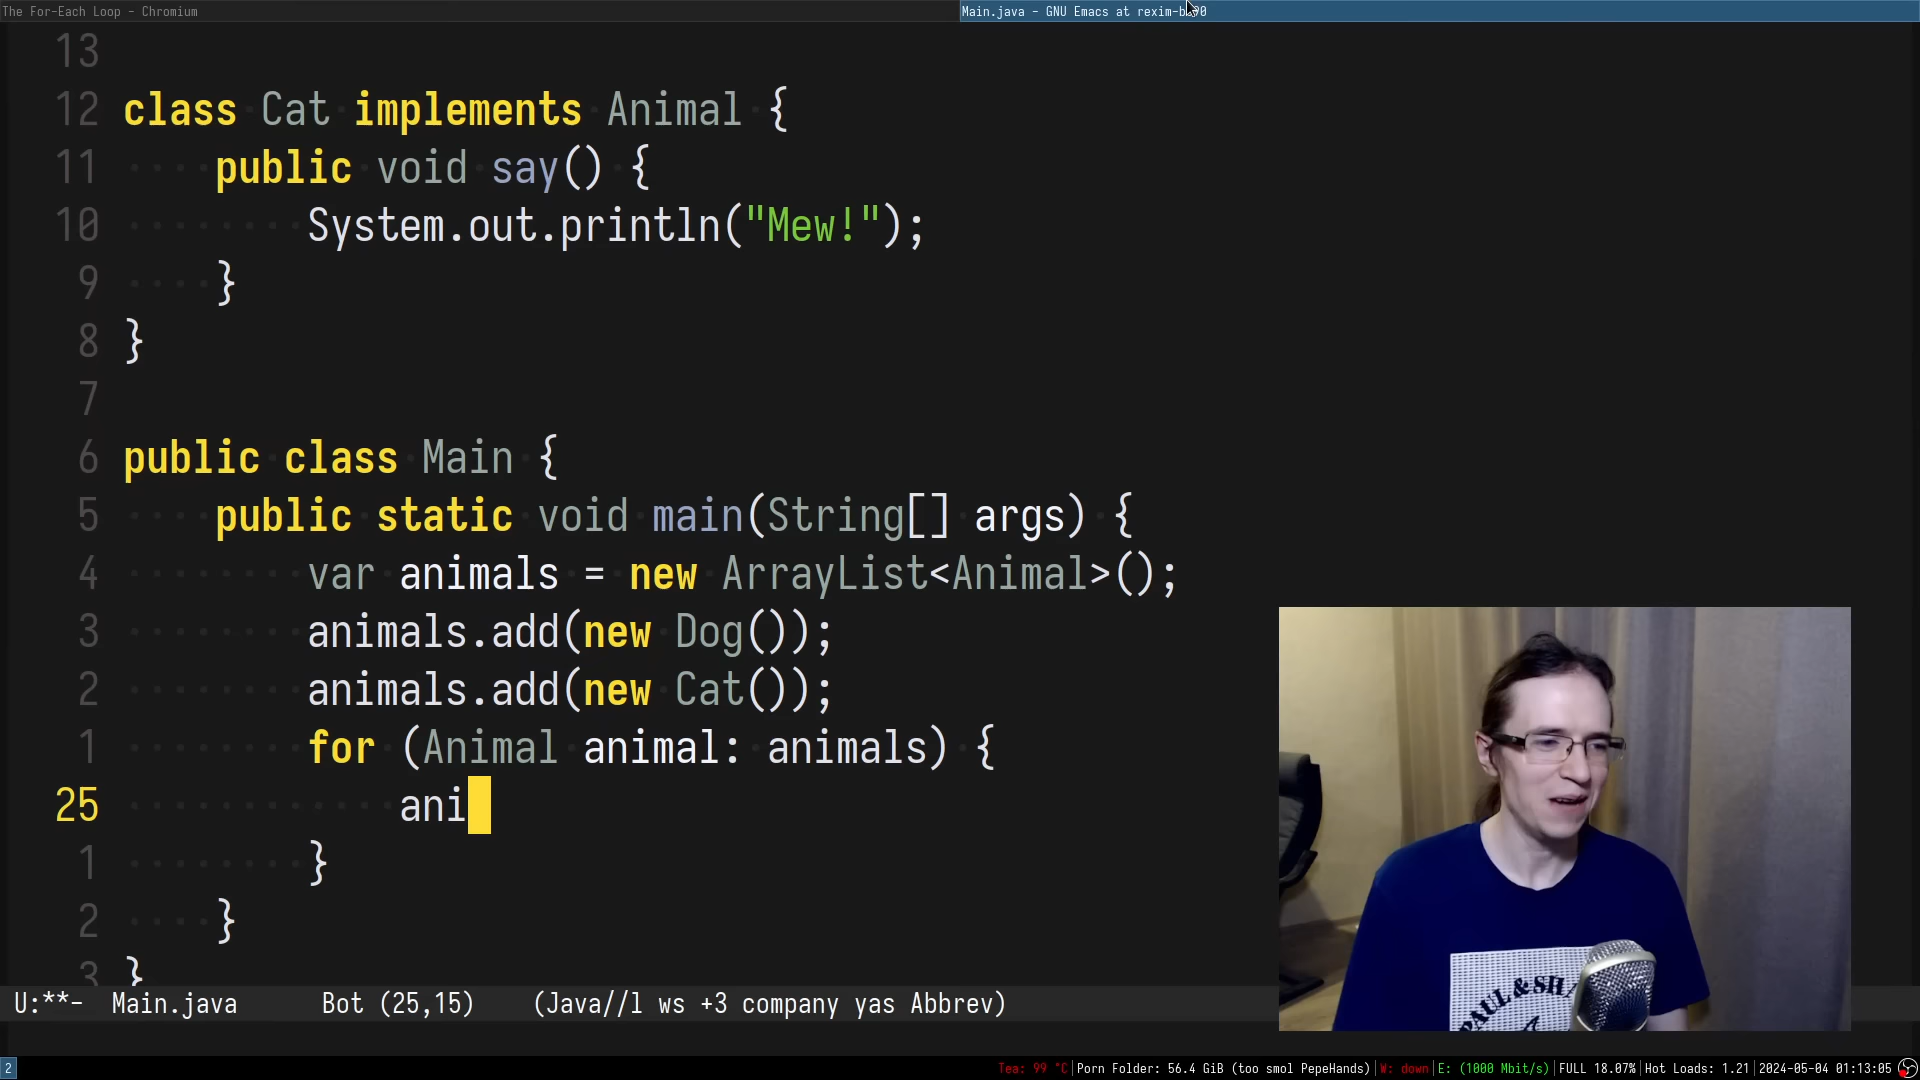 The For-Each Loop - Chromium
Main.java - GNU Emacs at rexim-
13
12 class Cat implements Animal {
11 public void say() {
10 System.out.println("Mew!");
9 }
8 }
7
6 public class Main {
5 public static void main(String[] args) {
4 var animals = new ArrayList<Animal>();
3 animals.add(new Dog());
2 animals.add(new Cat());
1 for (Animal animal: animals) {
25 ani
1 }
2 }
3 }
PAUL & SHA
U:**- Main.java Bot (25,15) (Java//l ws +3 company yas Abbrev)
2 Tea: 99 °C|Porn Folder: 56.4 GiB (too smol PepeHands)|W: down|E: (1000 Mbit/s)|FULL 18.07%|Hot Loads: 1.21|2024-05-04 01:13:05